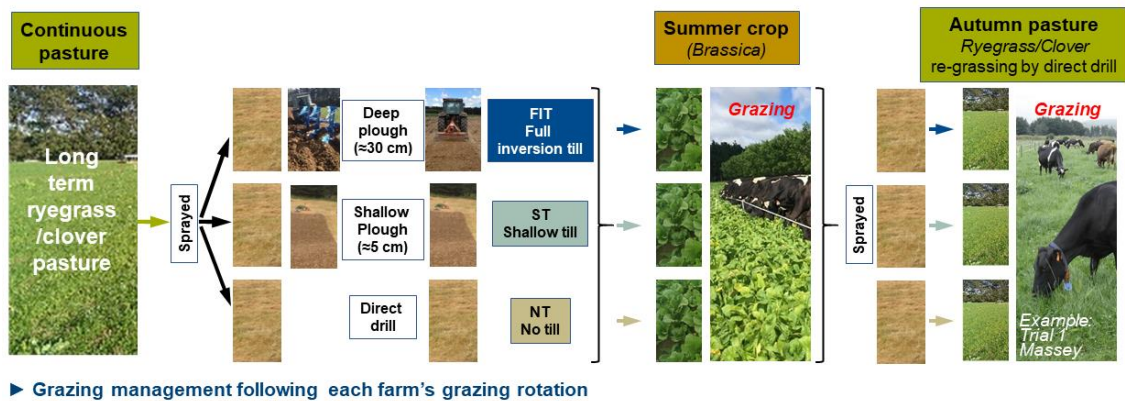 Continuous
pasture
Long
term
ryegrass
/clover
pasture
Sprayed
Deep
plough
(≈30 cm)
FIT
Full
inversion till
Shallow
Plough
(≈5 cm)
ST
Shallow till
Direct
drill
NT
No till
Summer crop
(Brassica)
Grazing
Sprayed
Autumn pasture
Ryegrass/Clover
re-grassing by direct drill
Grazing
Example:
Trial 1
Massey
► Grazing management following each farm's grazing rotation